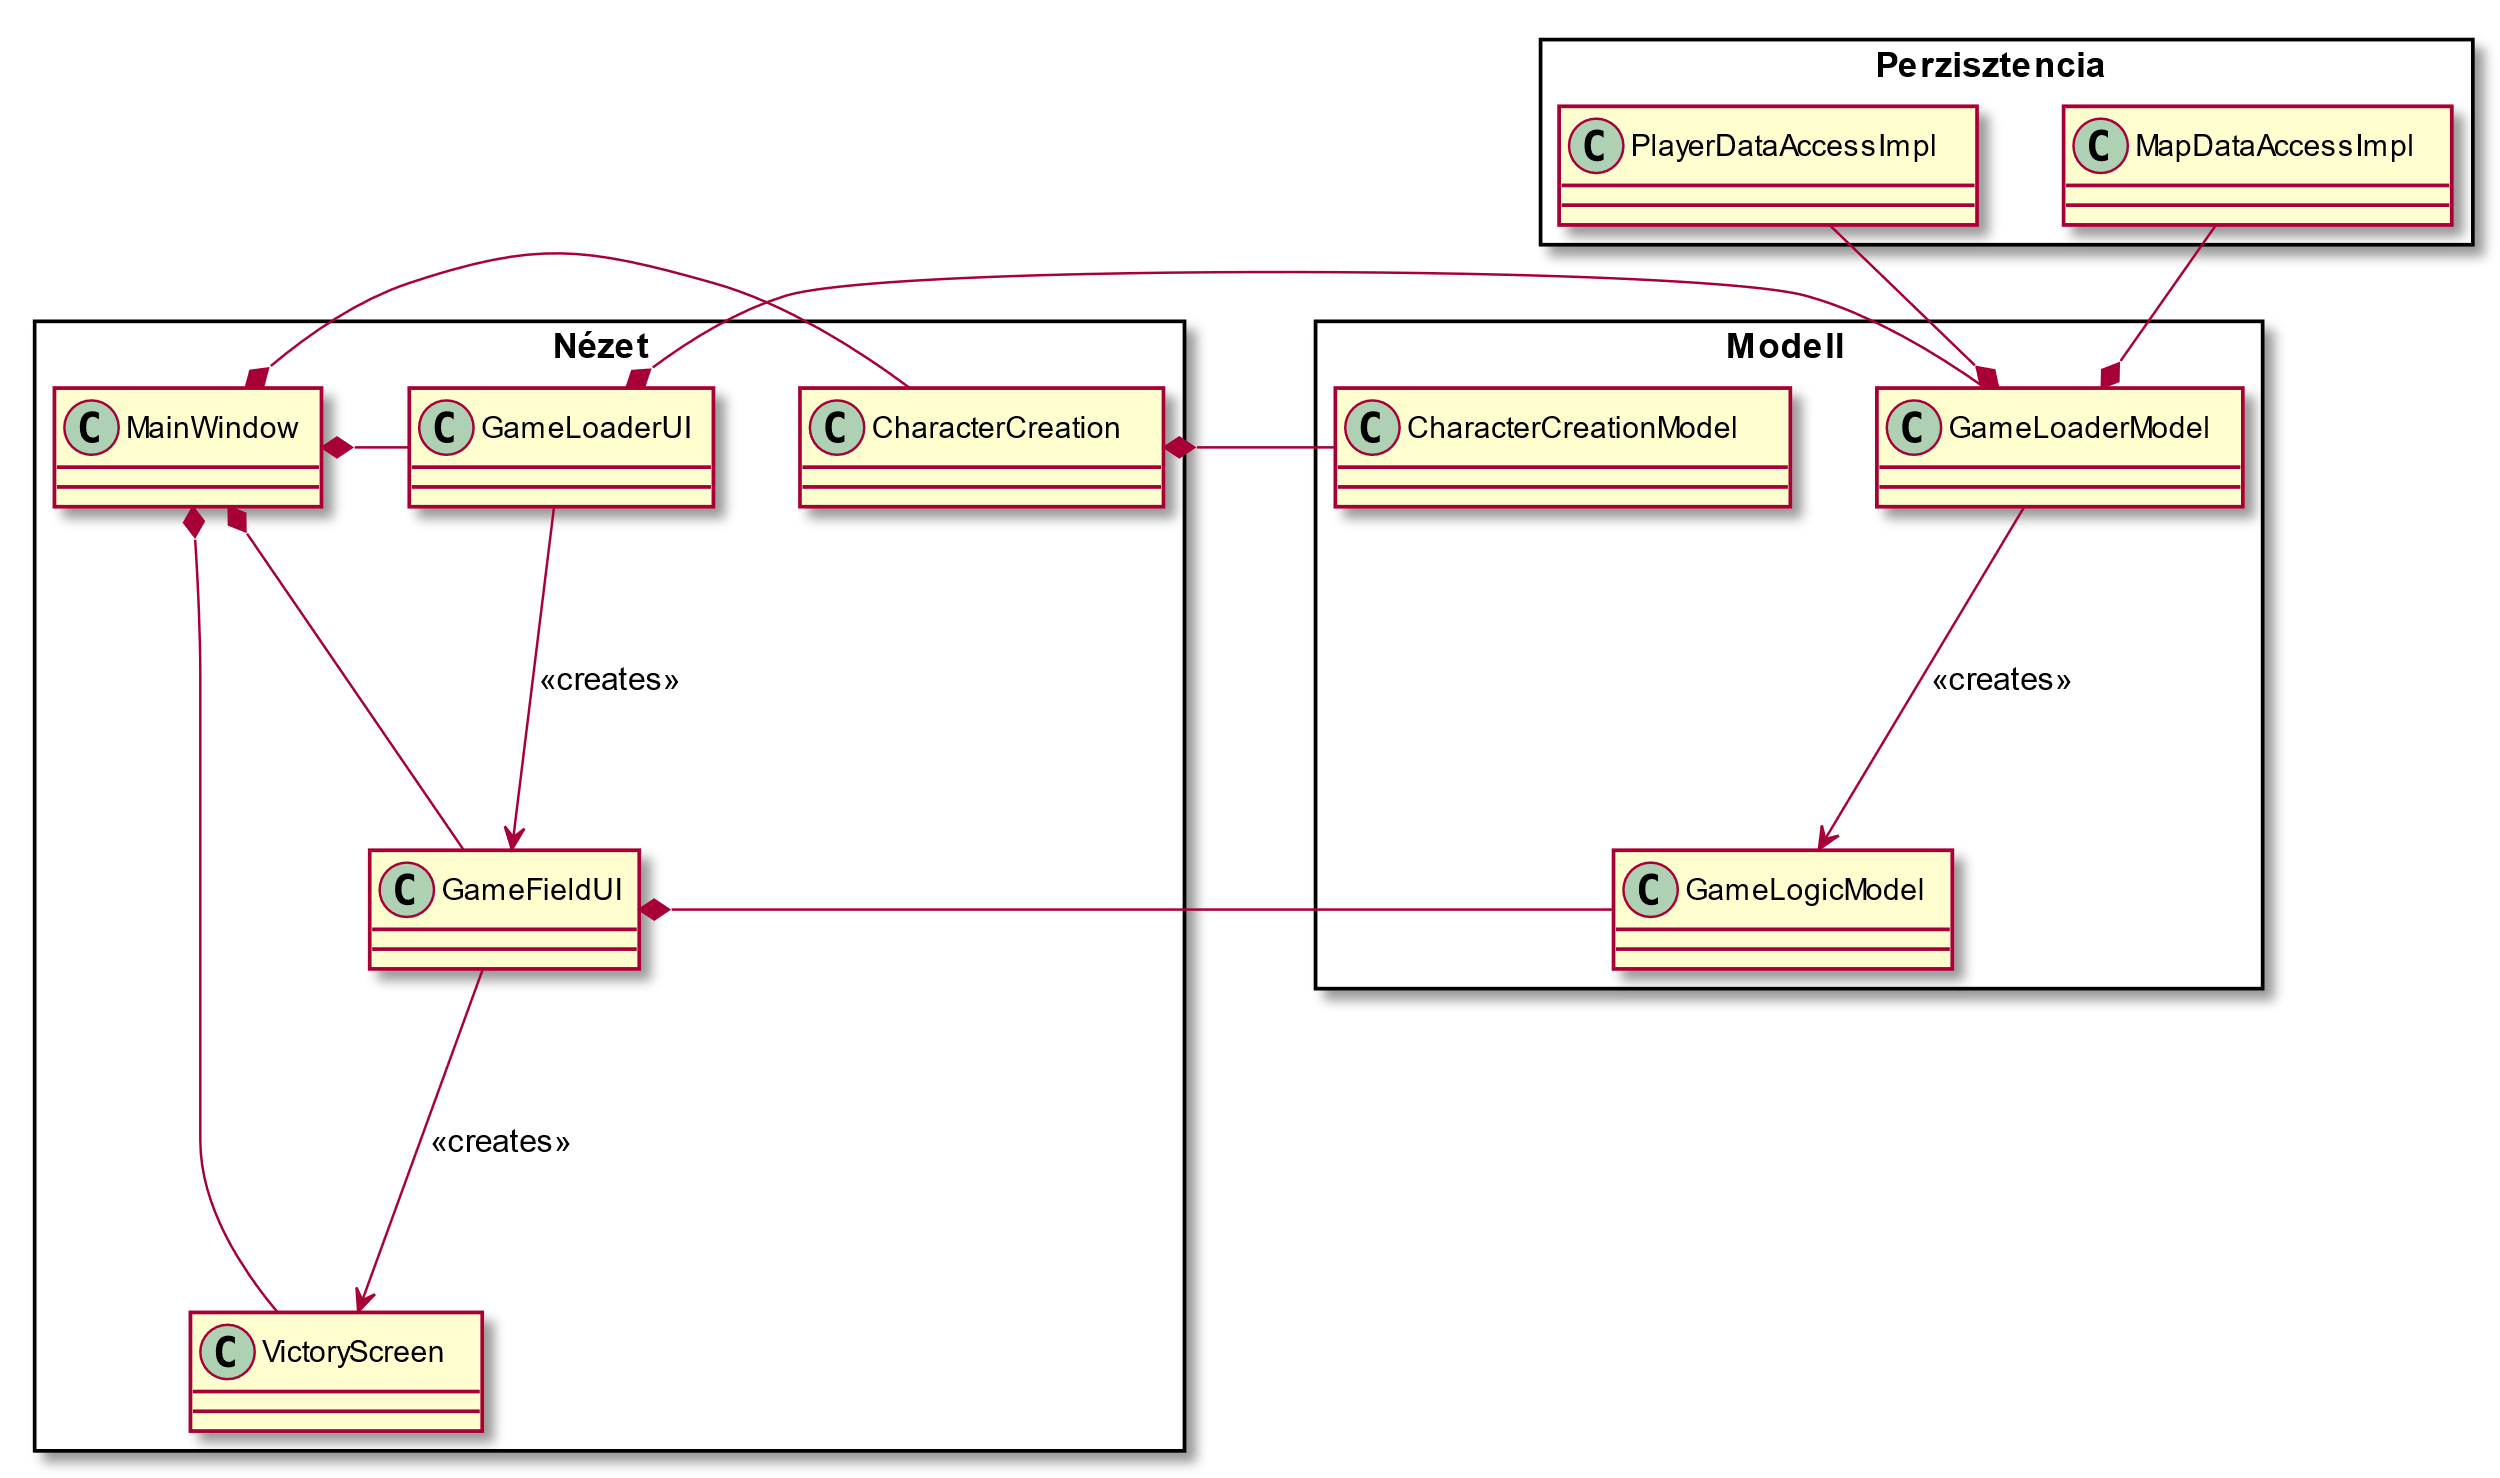 Perzisztencia
C PlayerDataAccessImpl
C MapDataAccessImpl
Nézet
Modell
C MainWindow
C GameLoaderUI
C CharacterCreation
C CharacterCreationModel
C GameLoaderModel
«creates»
«creates»
C GameFieldUI
C GameLogicModel
«creates»
C VictoryScreen